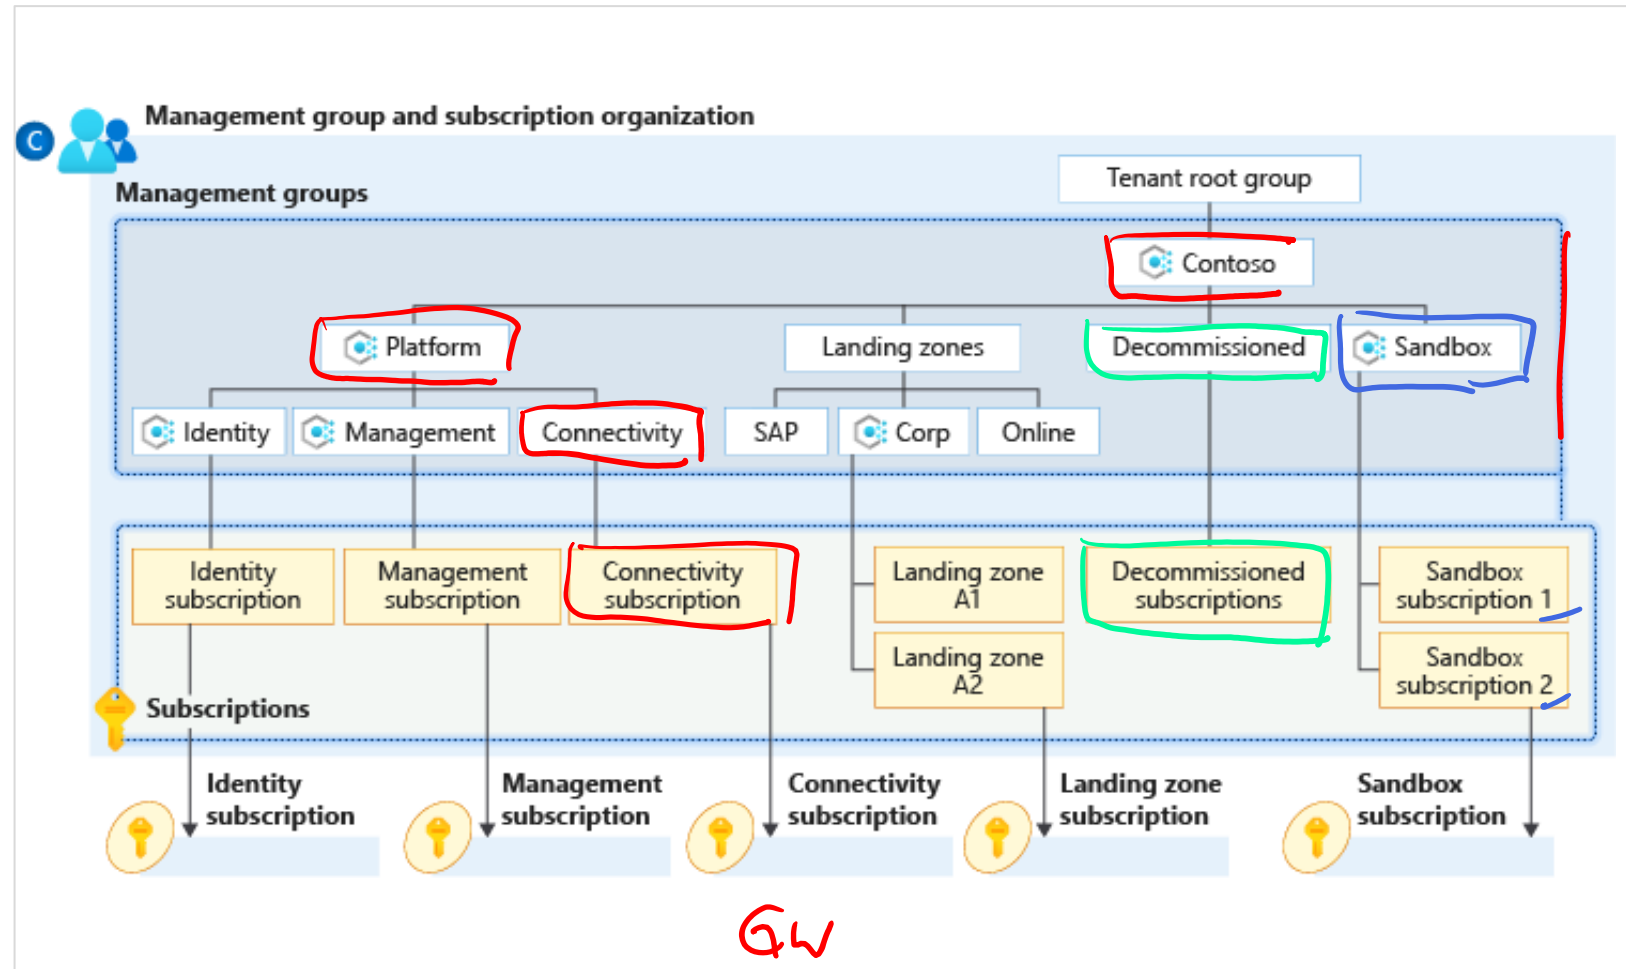 Management group and subscription organization
C
Management groups
Tenant root group
Contoso
Platform
Landing zones
Decommissioned
Sandbox
Identity
Management
Connectivity
SAP
Corp
Online
Identity
subscription
Management
subscription
Connectivity
subscription
Landing zone
A1
Landing zone
A2
Decommissioned
subscriptions
Sandbox
subscription 1
Sandbox
subscription 2
Subscriptions
Identity
subscription
Management
subscription
Connectivity
subscription
Landing zone
subscription
Sandbox
subscription
GW